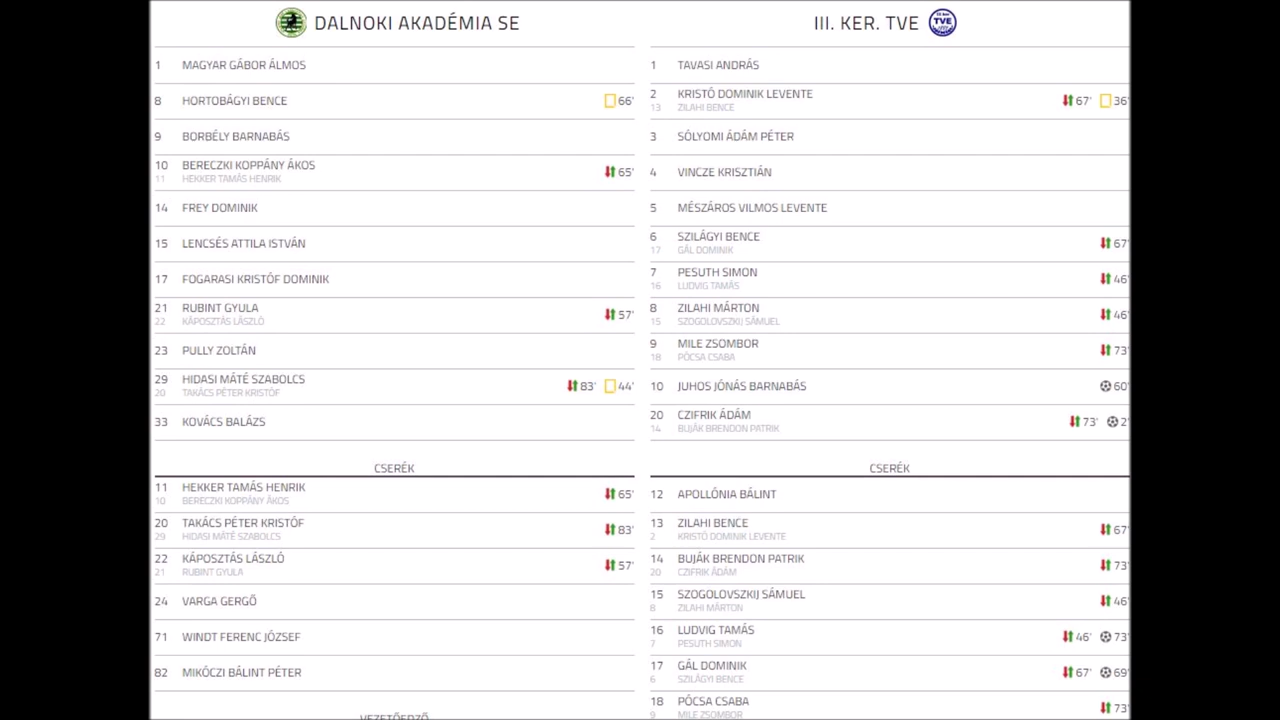 DALNOKI AKADÉMIA SE
1 MAGYAR GÁBOR ÁLMOS
8 HORTOBÁGYI BENCE 66'
9 BORBÉLY BARNABÁS
10 BERECZKI KOPPÁNY ÁKOS 65'
11 HEKKER TAMÁS HENRIK
14 FREY DOMINIK
15 LENCSÉS ATTILA ISTVÁN
17 FOGARASI KRISTÓF DOMINIK
21 RUBINT GYULA 57'
22 KÁPOSZTÁS LÁSZLÓ
23 PULLY ZOLTÁN
29 HIDASI MÁTÉ SZABOLCS 83' 44'
20 TAKÁCS PÉTER KRISTÓF
33 KOVÁCS BALÁZS
CSERÉK
11 HEKKER TAMÁS HENRIK 65'
10 BERECZKI KOPPÁNY ÁKOS
20 TAKÁCS PÉTER KRISTÓF 83'
29 HIDASI MÁTÉ SZABOLCS
22 KÁPOSZTÁS LÁSZLÓ 57'
21 RUBINT GYULA
24 VARGA GERGŐ
71 WINDT FERENC JÓZSEF
82 MIKÓCZI BÁLINT PÉTER
VEZETŐEDZŐ
III. KER. TVE
TVE
1 TAVASI ANDRÁS
2 KRISTÓ DOMINIK LEVENTE 67' 36'
13 ZILAHI BENCE
3 SÓLYOMI ÁDÁM PÉTER
4 VINCZE KRISZTIÁN
5 MÉSZÁROS VILMOS LEVENTE
6 SZILÁGYI BENCE 67'
17 GÁL DOMINIK
7 PESUTH SIMON 46'
16 LUDVIG TAMÁS
8 ZILAHI MÁRTON 46'
15 SZOGOLOVSZKIJ SÁMUEL
9 MILE ZSOMBOR 73'
18 PÓCSA CSABA
10 JUHOS JÓNÁS BARNABÁS 60'
20 CZIFRIK ÁDÁM 73' 2'
14 BUJÁK BRENDON PATRIK
CSERÉK
12 APOLLÓNIA BÁLINT
13 ZILAHI BENCE 67'
2 KRISTÓ DOMINIK LEVENTE
14 BUJÁK BRENDON PATRIK 73'
20 CZIFRIK ÁDÁM
15 SZOGOLOVSZKIJ SÁMUEL 46'
8 ZILAHI MÁRTON
16 LUDVIG TAMÁS 46' 73'
7 PESUTH SIMON
17 GÁL DOMINIK 67' 69'
6 SZILÁGYI BENCE
18 PÓCSA CSABA 73'
9 MILE ZSOMBOR